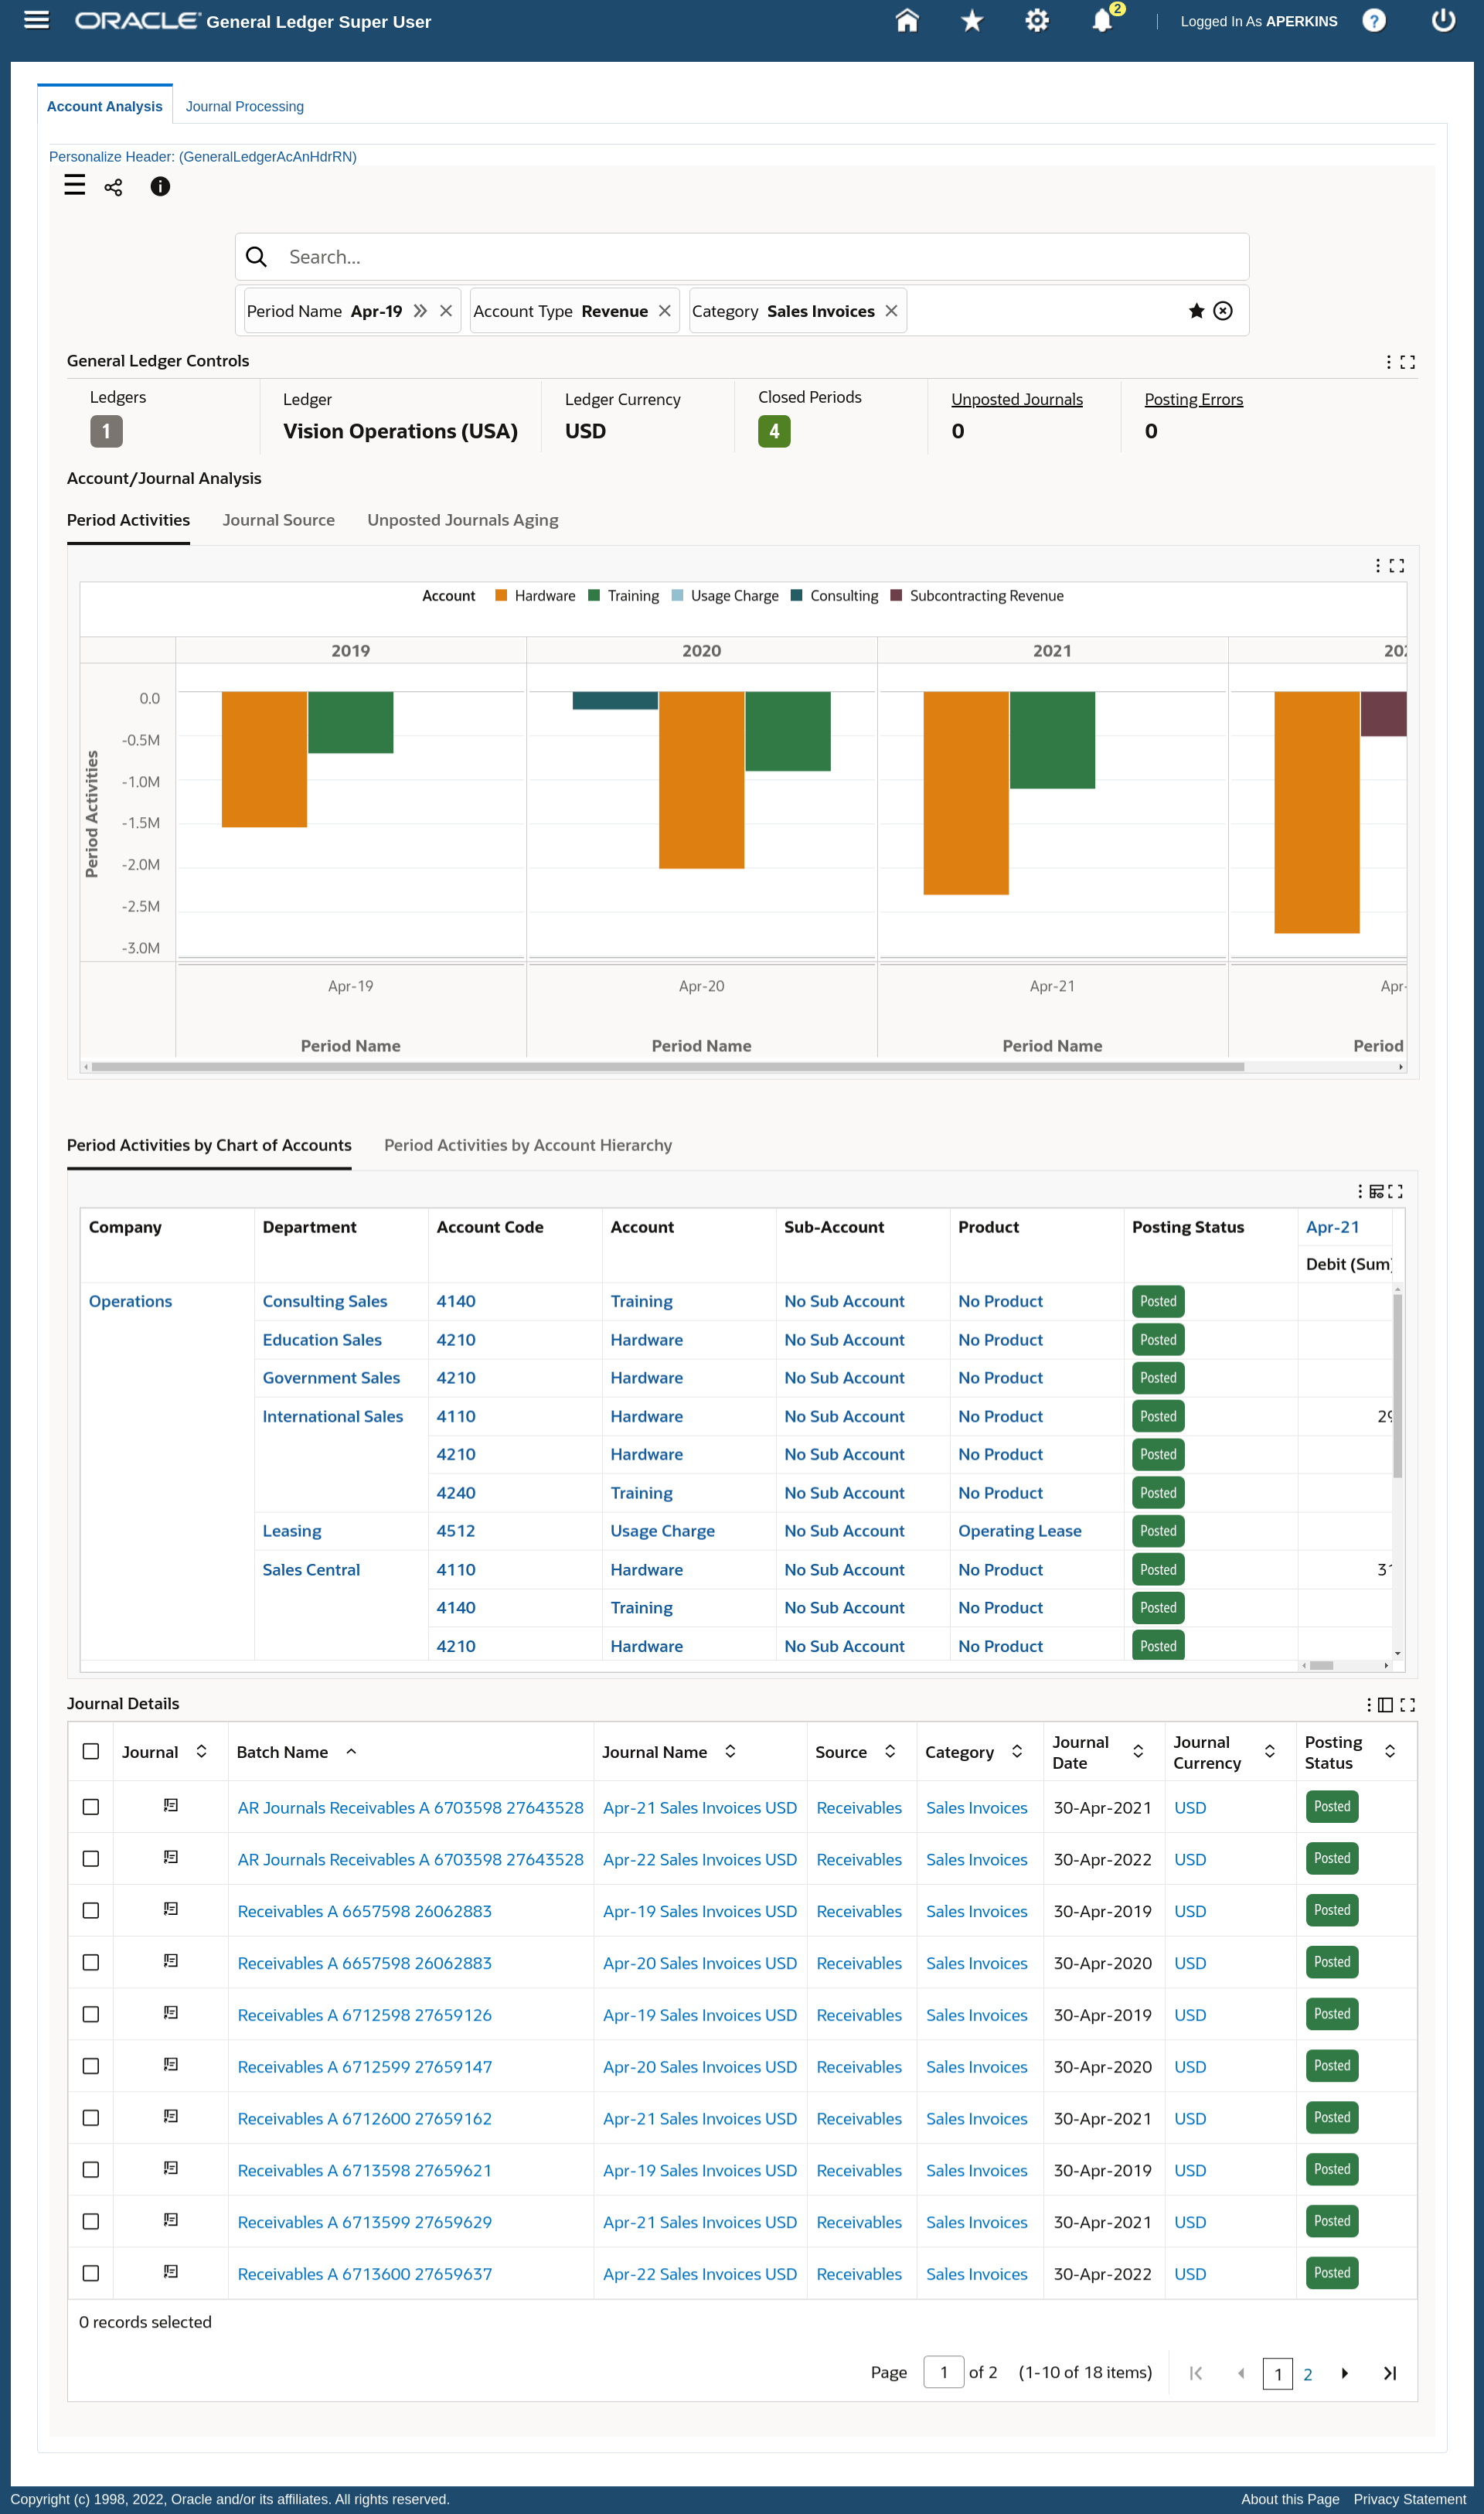 ORACLE General Ledger Super User 2 Logged In As APERKINS ?
Account Analysis Journal Processing
Personalize Header: (GeneralLedgerAcAnHdrRN)
Search...
Period Name Apr-19 Account Type Revenue Category Sales Invoices
General Ledger Controls
Ledgers Ledger Ledger Currency Closed Periods Unposted Journals Posting Errors
1 Vision Operations (USA) USD 4 0 0
Account/Journal Analysis
Period Activities Journal Source Unposted Journals Aging
Account Hardware Training Usage Charge Consulting Subcontracting Revenue
2019 2020 2021
0.0
-0.5M
-1.0M
-1.5M
-2.0M
-2.5M
-3.0M
Period Activities
Apr-19 Apr-20 Apr-21 Apr-
Period Name Period Name Period Name Period
Period Activities by Chart of Accounts Period Activities by Account Hierarchy
Company Department Account Code Account Sub-Account Product Posting Status Apr-21
Debit (Sum)
Operations Consulting Sales 4140 Training No Sub Account No Product Posted
Education Sales 4210 Hardware No Sub Account No Product Posted
Government Sales 4210 Hardware No Sub Account No Product Posted
International Sales 4110 Hardware No Sub Account No Product Posted
4210 Hardware No Sub Account No Product Posted
4240 Training No Sub Account No Product Posted
Leasing 4512 Usage Charge No Sub Account Operating Lease Posted
Sales Central 4110 Hardware No Sub Account No Product Posted
4140 Training No Sub Account No Product Posted
4210 Hardware No Sub Account No Product Posted
Journal Details
Journal Batch Name Journal Name Source Category Journal Date Journal Currency Posting Status
AR Journals Receivables A 6703598 27643528 Apr-21 Sales Invoices USD Receivables Sales Invoices 30-Apr-2021 USD Posted
AR Journals Receivables A 6703598 27643528 Apr-22 Sales Invoices USD Receivables Sales Invoices 30-Apr-2022 USD Posted
Receivables A 6657598 26062883 Apr-19 Sales Invoices USD Receivables Sales Invoices 30-Apr-2019 USD Posted
Receivables A 6657598 26062883 Apr-20 Sales Invoices USD Receivables Sales Invoices 30-Apr-2020 USD Posted
Receivables A 6712598 27659126 Apr-19 Sales Invoices USD Receivables Sales Invoices 30-Apr-2019 USD Posted
Receivables A 6712599 27659147 Apr-20 Sales Invoices USD Receivables Sales Invoices 30-Apr-2020 USD Posted
Receivables A 6712600 27659162 Apr-21 Sales Invoices USD Receivables Sales Invoices 30-Apr-2021 USD Posted
Receivables A 6713598 27659621 Apr-19 Sales Invoices USD Receivables Sales Invoices 30-Apr-2019 USD Posted
Receivables A 6713599 27659629 Apr-21 Sales Invoices USD Receivables Sales Invoices 30-Apr-2021 USD Posted
Receivables A 6713600 27659637 Apr-22 Sales Invoices USD Receivables Sales Invoices 30-Apr-2022 USD Posted
0 records selected
Page 1 of 2 (1-10 of 18 items) 1 2
Copyright (c) 1998, 2022, Oracle and/or its affiliates. All rights reserved. About this Page Privacy Statement